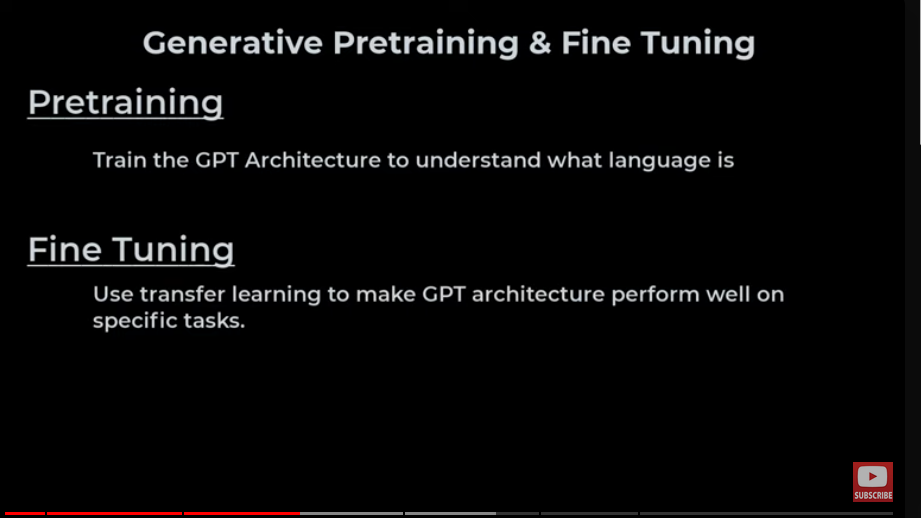 Generative Pretraining & Fine Tuning
Pretraining
Train the GPT Architecture to understand what language is
Fine Tuning
Use transfer learning to make GPT architecture perform well on
specific tasks.
SUBSCRIBE